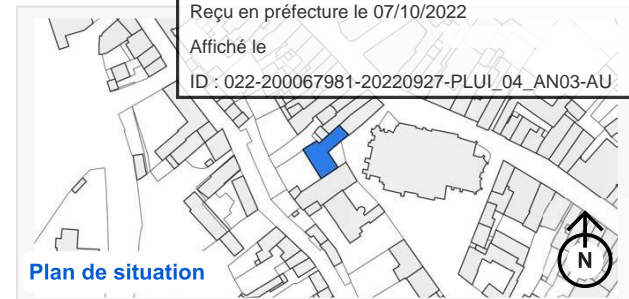 Reçu en préfecture le 07/10/2022
Affiché le
ID : 022-200067981-20220927-PLUI_04_AN03-AU
Plan de situation
N